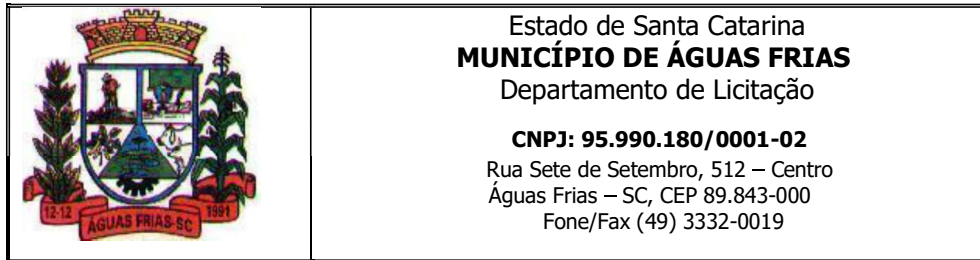 12-12
AGUAS FRIAS-SC
1991
Estado de Santa Catarina
MUNICÍPIO DE ÁGUAS FRIAS
Departamento de Licitação
CNPJ: 95.990.180/0001-02
Rua Sete de Setembro, 512 – Centro
Águas Frias – SC, CEP 89.843-000
Fone/Fax (49) 3332-0019